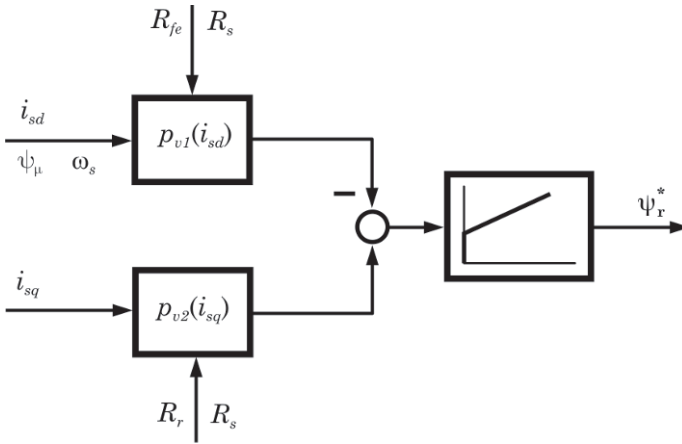 R_fe R_s
i_sd
p_v1(i_sd)
ψ_μ ω_s
−
ψ_r^*
i_sq
p_v2(i_sq)
R_r R_s